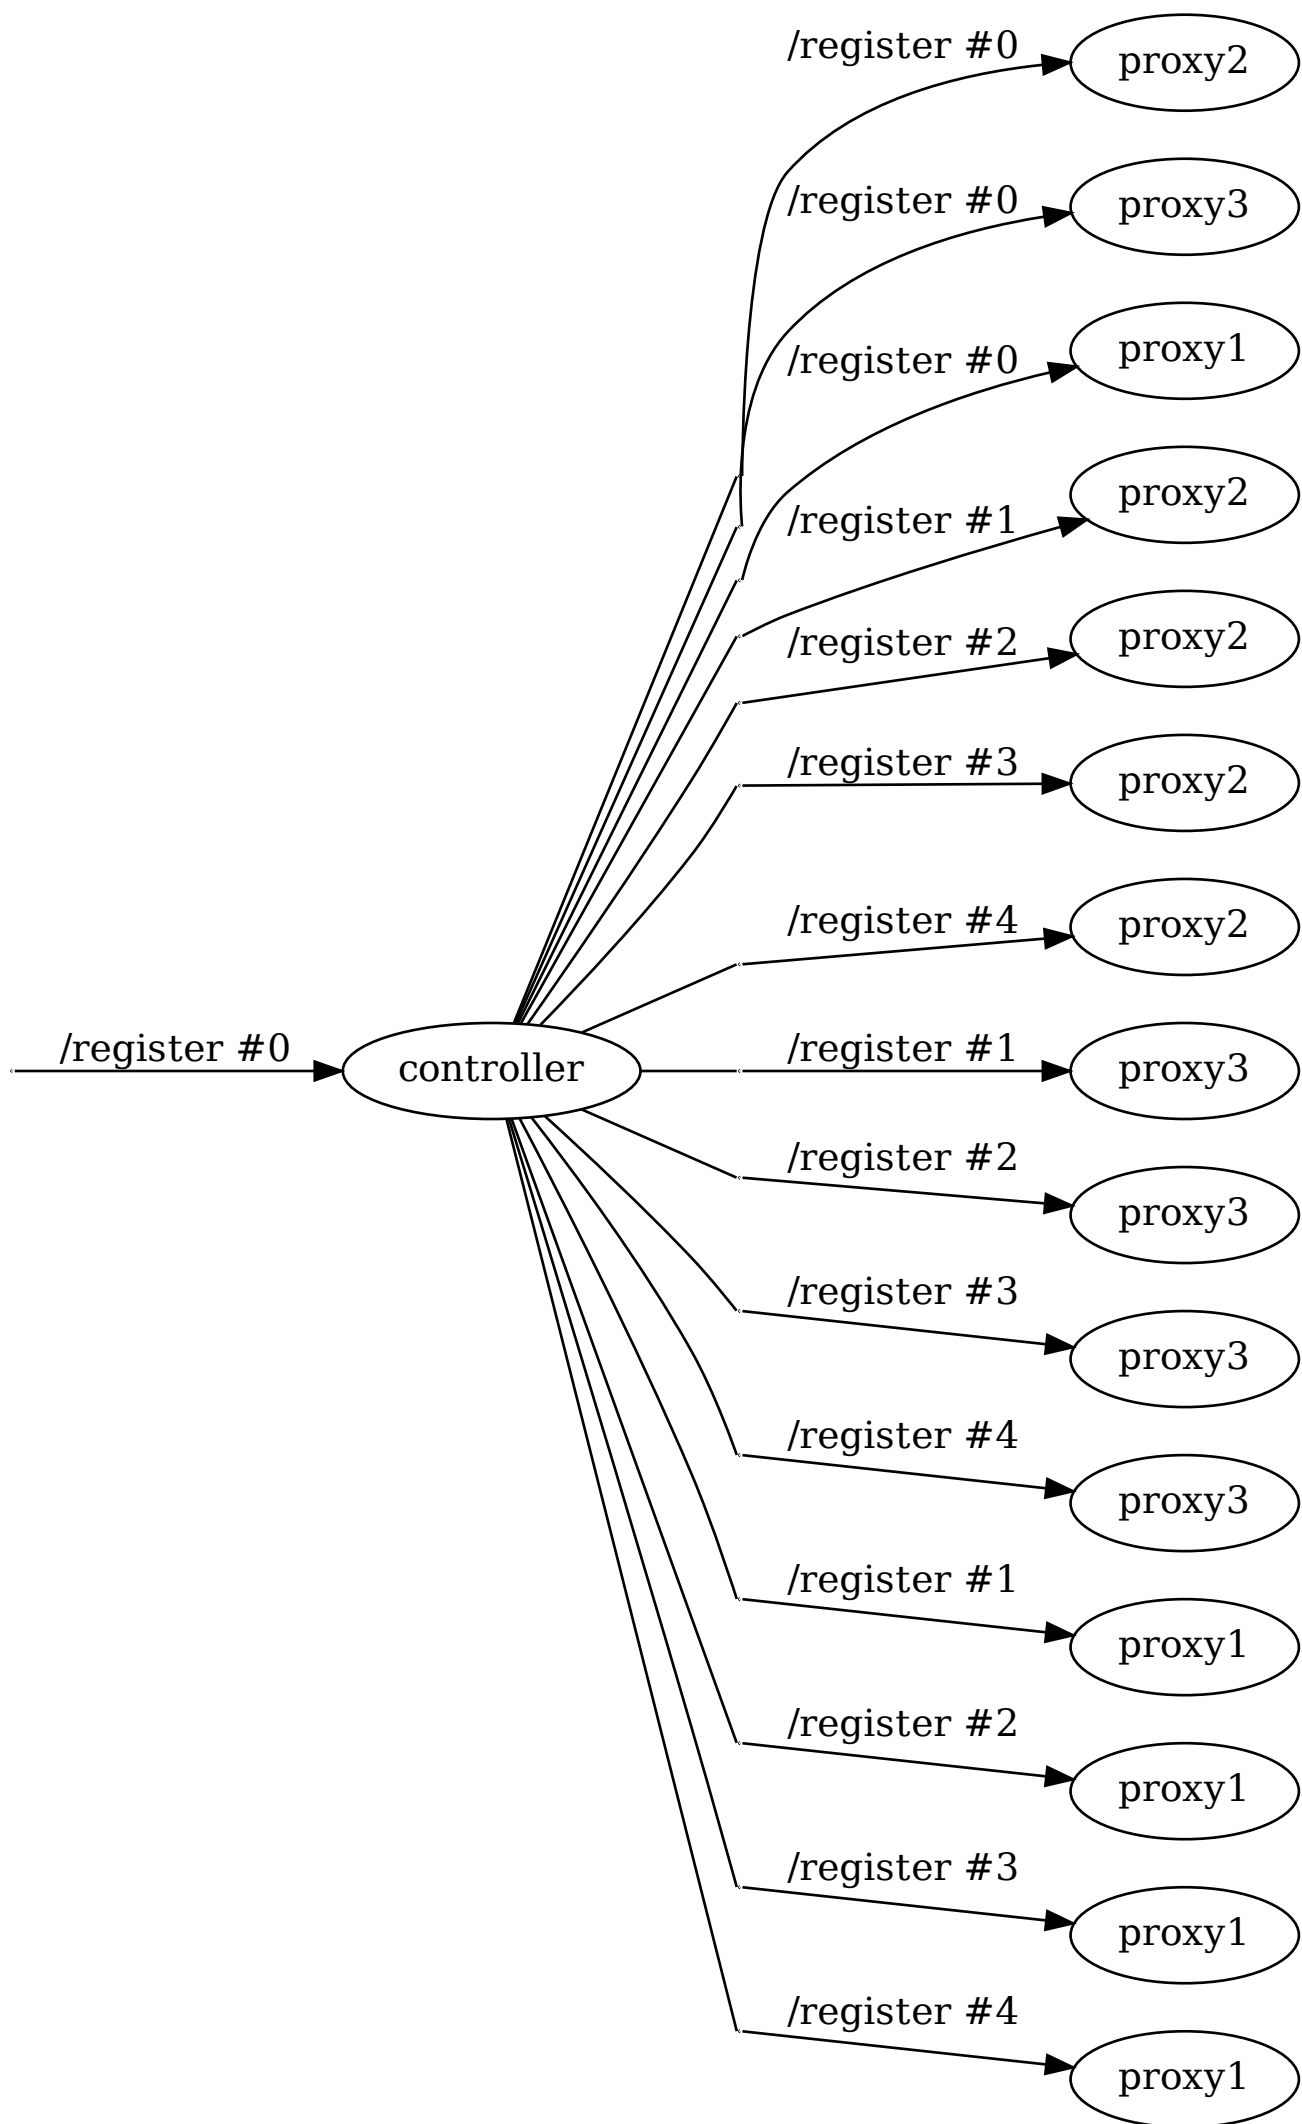 /register #0
proxy2
/register #0
proxy3
/register #0
proxy1
/register #1
proxy2
/register #2
proxy2
/register #3
proxy2
/register #4
proxy2
/register #0
controller
/register #1
proxy3
/register #2
proxy3
/register #3
proxy3
/register #4
proxy3
/register #1
proxy1
/register #2
proxy1
/register #3
proxy1
/register #4
proxy1